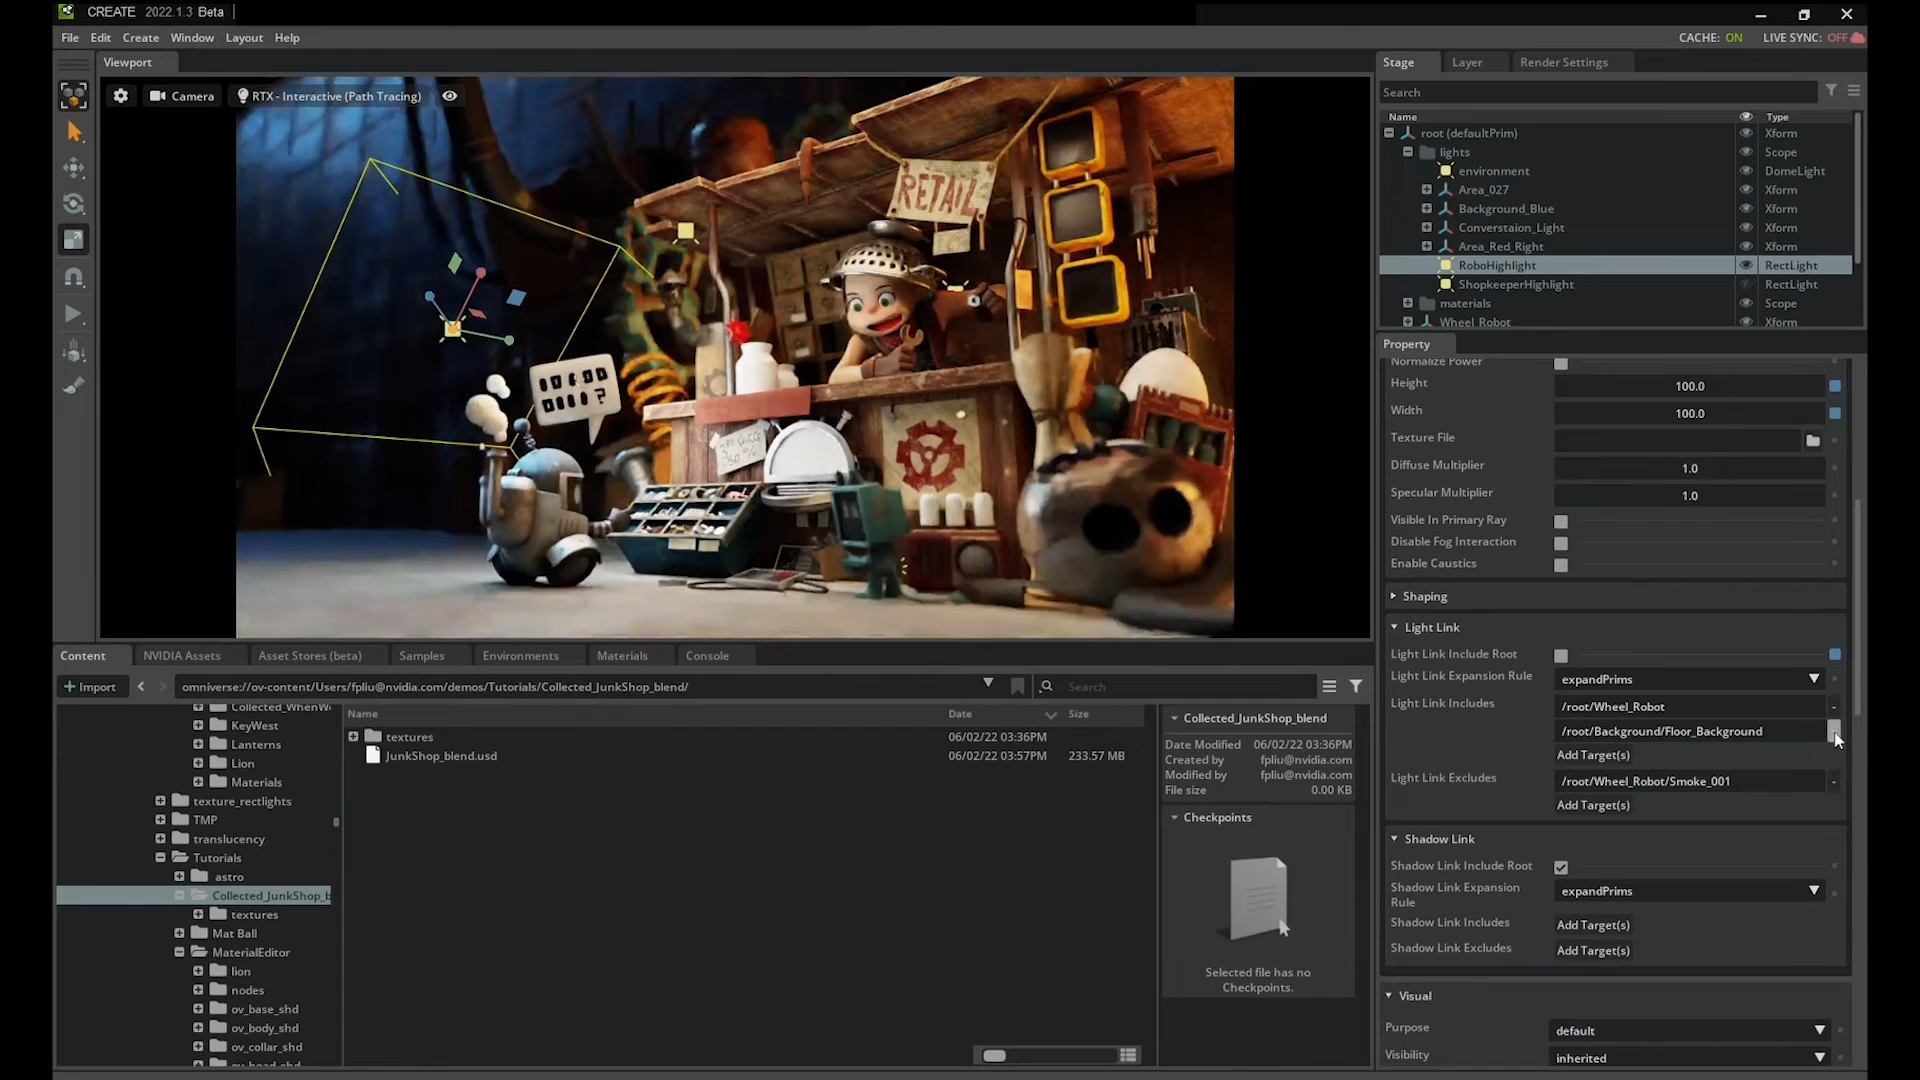 CREATE 2022.1.3 Beta
File Edit Create Window Layout Help
CACHE: ON LIVE SYNC: OFF
Viewport
Camera
RTX - Interactive (Path Tracing)
RETAIL
Stage Layer Render Settings
Search
Name Type
root (defaultPrim) Xform
lights Scope
environment DomeLight
Area_027 Xform
Background_Blue Xform
Converstaion_Light Xform
Area_Red_Right Xform
RoboHighlight RectLight
ShopkeeperHighlight RectLight
materials Scope
Wheel_Robot Xform
Property
Normalize Power
Height 100.0
Width 100.0
Texture File
Diffuse Multiplier 1.0
Specular Multiplier 1.0
Visible In Primary Ray
Disable Fog Interaction
Enable Caustics
Shaping
Light Link
Light Link Include Root
Light Link Expansion Rule expandPrims
Light Link Includes /root/Wheel_Robot -
/root/Background/Floor_Background
Add Target(s)
Light Link Excludes /root/Wheel_Robot/Smoke_001 -
Add Target(s)
Shadow Link
Shadow Link Include Root
Shadow Link Expansion
Rule
expandPrims
Shadow Link Includes Add Target(s)
Shadow Link Excludes Add Target(s)
Visual
Purpose default
Visibility inherited
Content NVIDIA Assets Asset Stores (beta) Samples Environments Materials Console
+ Import
omniverse://ov-content/Users/fpliu@nvidia.com/demos/Tutorials/Collected_JunkShop_blend/
Search
Collected_WhenW
KeyWest
Lanterns
Lion
Materials
texture_rectlights
TMP
translucency
Tutorials
astro
Collected_JunkShop_b
textures
Mat Ball
MaterialEditor
lion
nodes
ov_base_shd
ov_body_shd
ov_collar_shd
ov_head_shd
Name Date Size
textures 06/02/22 03:36PM
JunkShop_blend.usd 06/02/22 03:57PM 233.57 MB
Collected_JunkShop_blend
Date Modified 06/02/22 03:36PM
Created by fpliu@nvidia.com
Modified by fpliu@nvidia.com
File size 0.00 KB
Checkpoints
Selected file has no
Checkpoints.